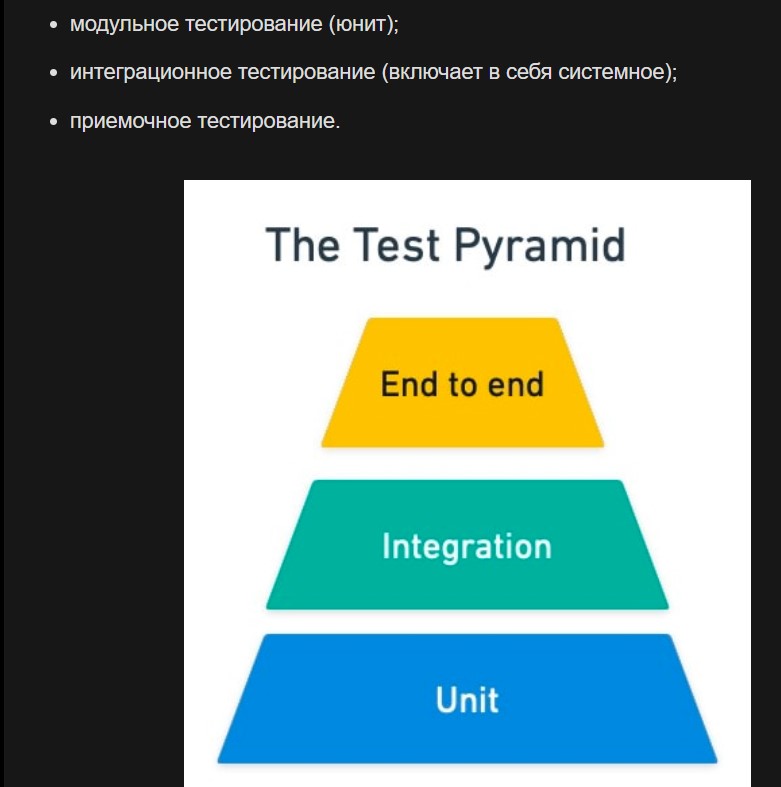 модульное тестирование (юнит);
интеграционное тестирование (включает в себя системное);
приемочное тестирование.
The Test Pyramid
End to end
Integration
Unit